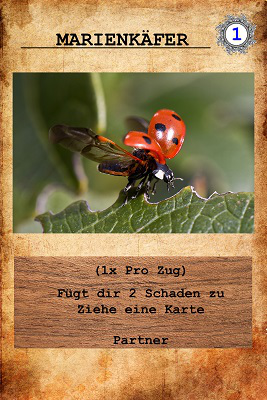 MARIENKÄFER
1
(1x Pro Zug)
Fügt dir 2 Schaden zu
Ziehe eine Karte
Partner